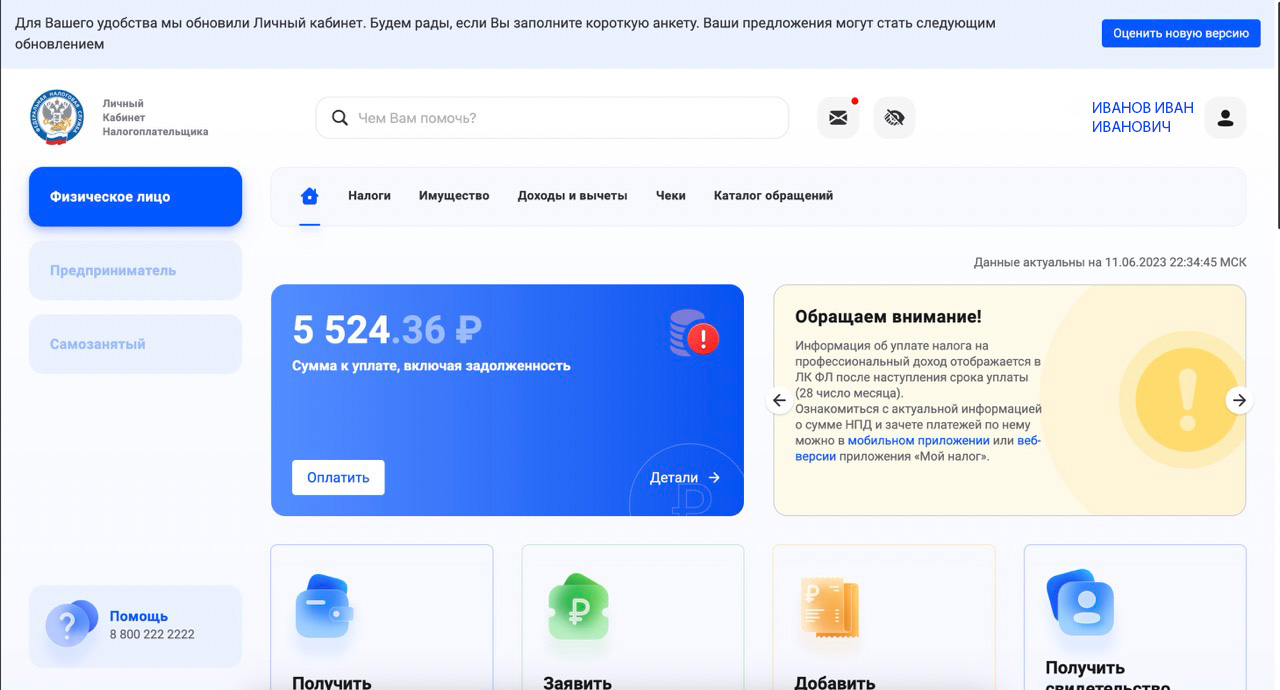 Для Вашего удобства мы обновили Личный кабинет. Будем рады, если Вы заполните короткую анкету. Ваши предложения могут стать следующим
обновлением
Оценить новую версию
ФЕДЕРАЛЬНАЯ НАЛОГОВАЯ СЛУЖБА
Личный
Кабинет
Налогоплательщика
Чем Вам помочь?
ИВАНОВ ИВАН
ИВАНОВИЧ
Физическое лицо
Предприниматель
Самозанятый
Налоги Имущество Доходы и вычеты Чеки Каталог обращений
Данные актуальны на 11.06.2023 22:34:45 МСК
5 524.36 ₽
Сумма к уплате, включая задолженность
Оплатить
Детали →
Обращаем внимание!
Информация об уплате налога на
профессиональный доход отображается в
ЛК ФЛ после наступления срока уплаты
(28 число месяца).
Ознакомиться с актуальной информацией
о сумме НПД и зачете платежей по нему
можно в мобильном приложении или веб-
версии приложения «Мой налог».
Помощь
8 800 222 2222
Получить
Заявить
Добавить
Получить
свидетельство